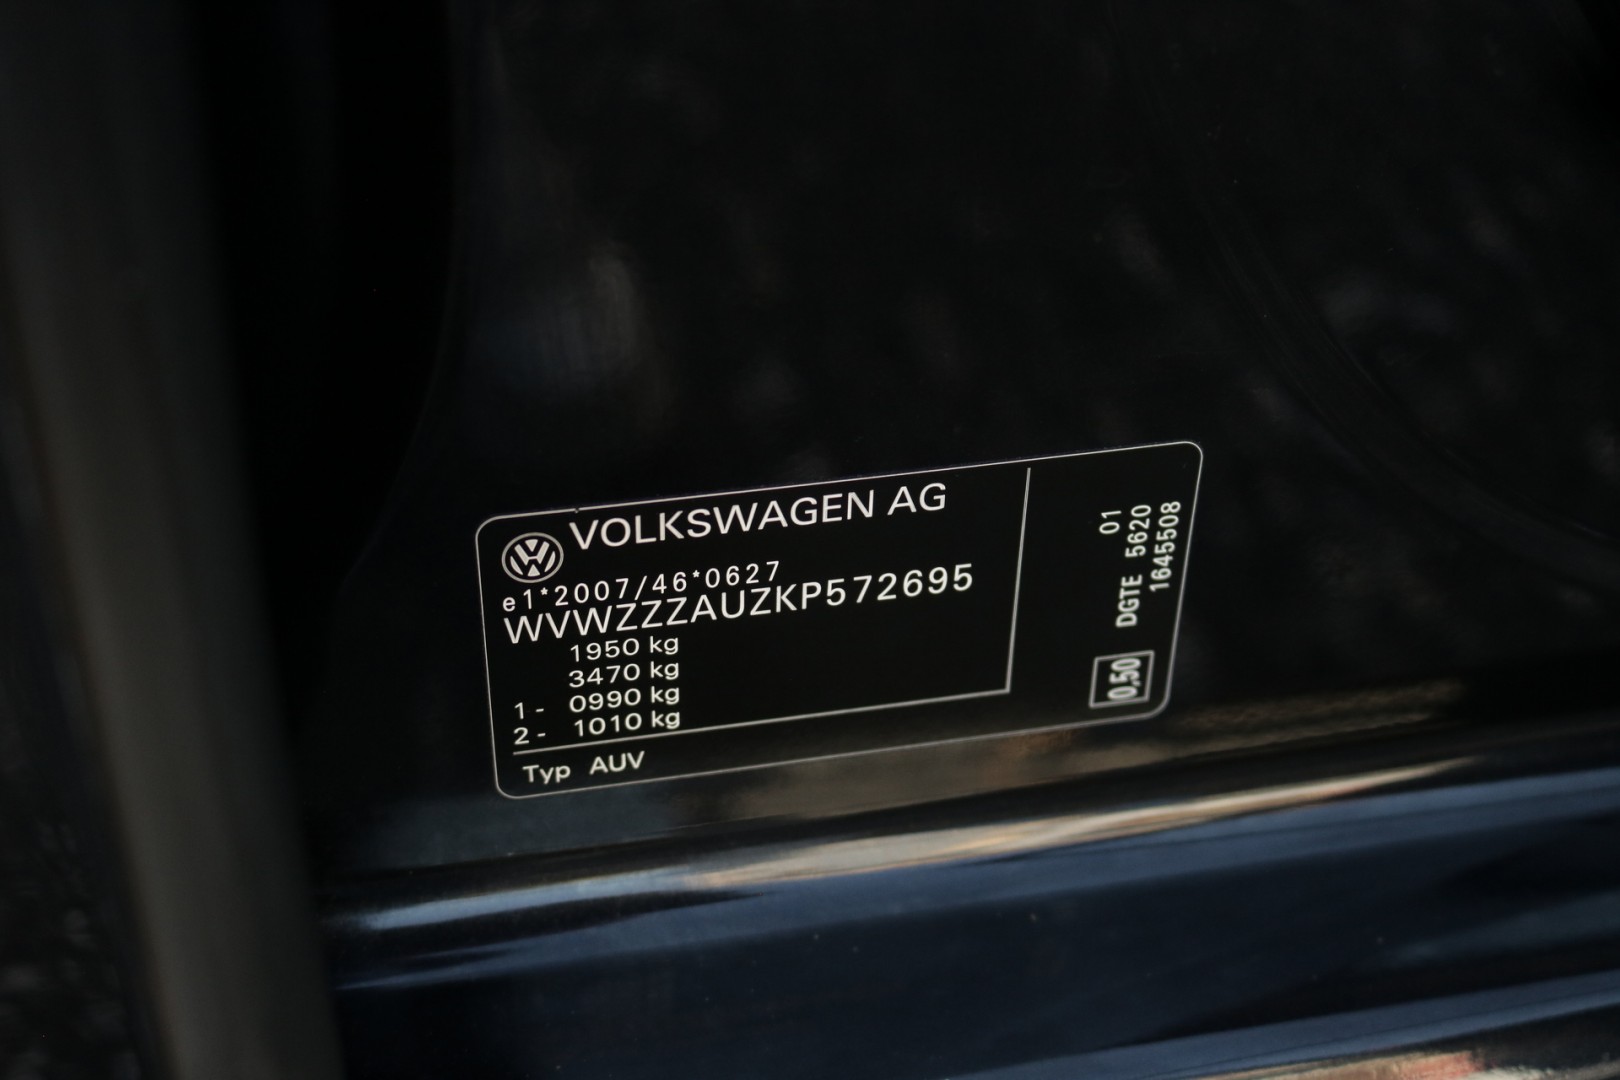 VOLKSWAGEN AG
e1*2007/46*0627
WVWZZZAUZKP572695
1950 kg
3470 kg
1- 0990 kg
2- 1010 kg
Typ AUV
01
DGTE 5620
1645508
0,50